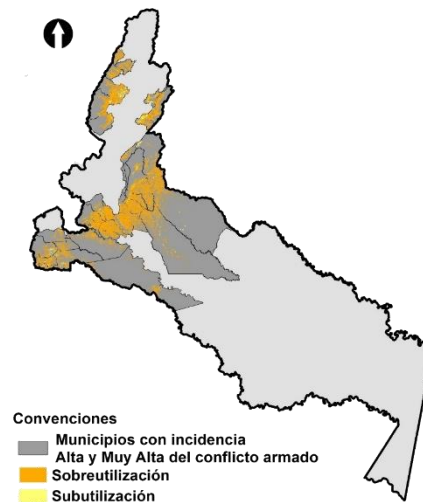 Convenciones
Municipios con incidencia
Alta y Muy Alta del conflicto armado
Sobreutilización
Subutilización